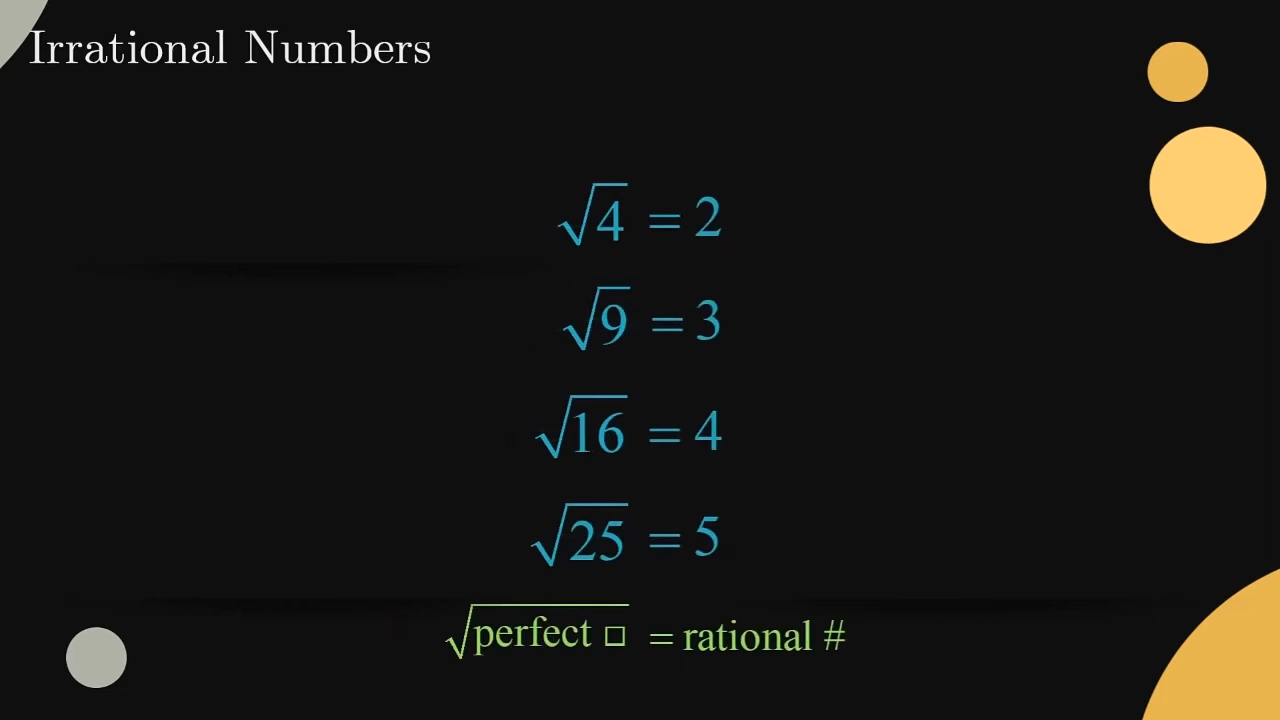 Irrational Numbers
√4 = 2
√9 = 3
√16 = 4
√25 = 5
√perfect □ = rational #